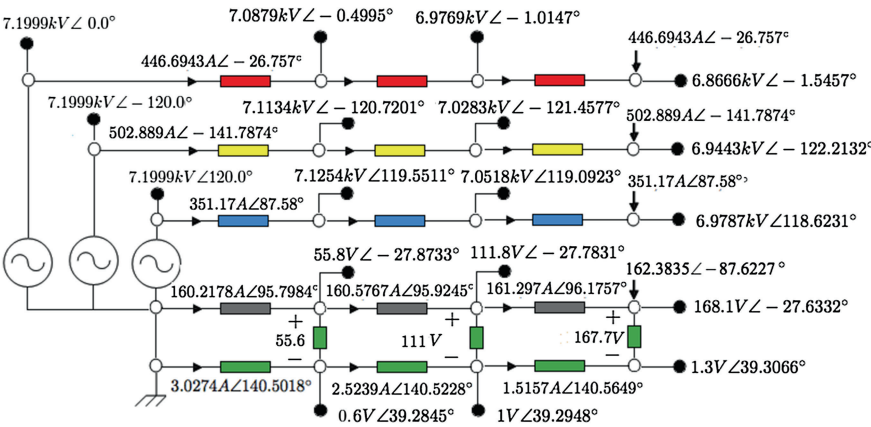 7.1999kV∠ 0.0°
7.0879kV∠ − 0.4995°
6.9769kV∠ − 1.0147°
446.6943A∠ − 26.757°
446.6943A∠ − 26.757°
6.8666kV∠ − 1.5457°
7.1999kV∠ − 120.0°
7.1134kV∠ − 120.7201°
7.0283kV∠ − 121.4577°
502.889A∠ − 141.7874°
502.889A∠ − 141.7874°
6.9443kV∠ − 122.2132°
7.1999kV∠120.0°
7.1254kV∠119.5511°
7.0518kV∠119.0923°
351.17A∠87.58°
351.17A∠87.58°
6.9787kV∠118.6231°
55.8V∠ − 27.8733°
111.8V∠ − 27.7831°
162.3835∠−87.6227°
160.2178A∠95.7984°
160.5767A∠95.9245°
161.297A∠96.1757°
168.1V∠ − 27.6332°
+ + +
55.6
111 V
167.7V
− − −
1.3V∠39.3066°
3.0274A∠140.5018°
2.5239A∠140.5228°
1.5157A∠140.5649°
0.6V∠39.2845°
1V∠39.2948°